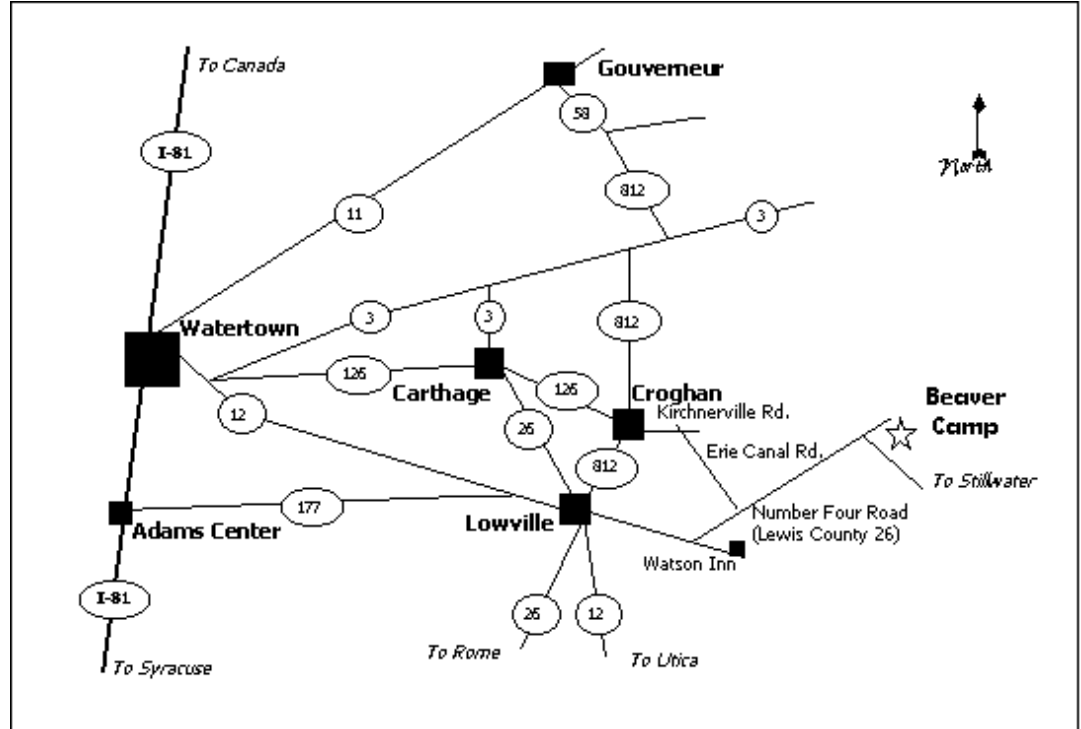 To Canada
Gouverneur
58
I-81
North
812
11
3
3
3
812
Watertown
126
Carthage
126
Croghan
Beaver
Camp
Kirchnerville Rd.
12
26
Erie Canal Rd.
812
To Stillwater
177
Adams Center
Lowville
Number Four Road
(Lewis County 26)
Watson Inn
I-81
26
12
To Rome
To Utica
To Syracuse